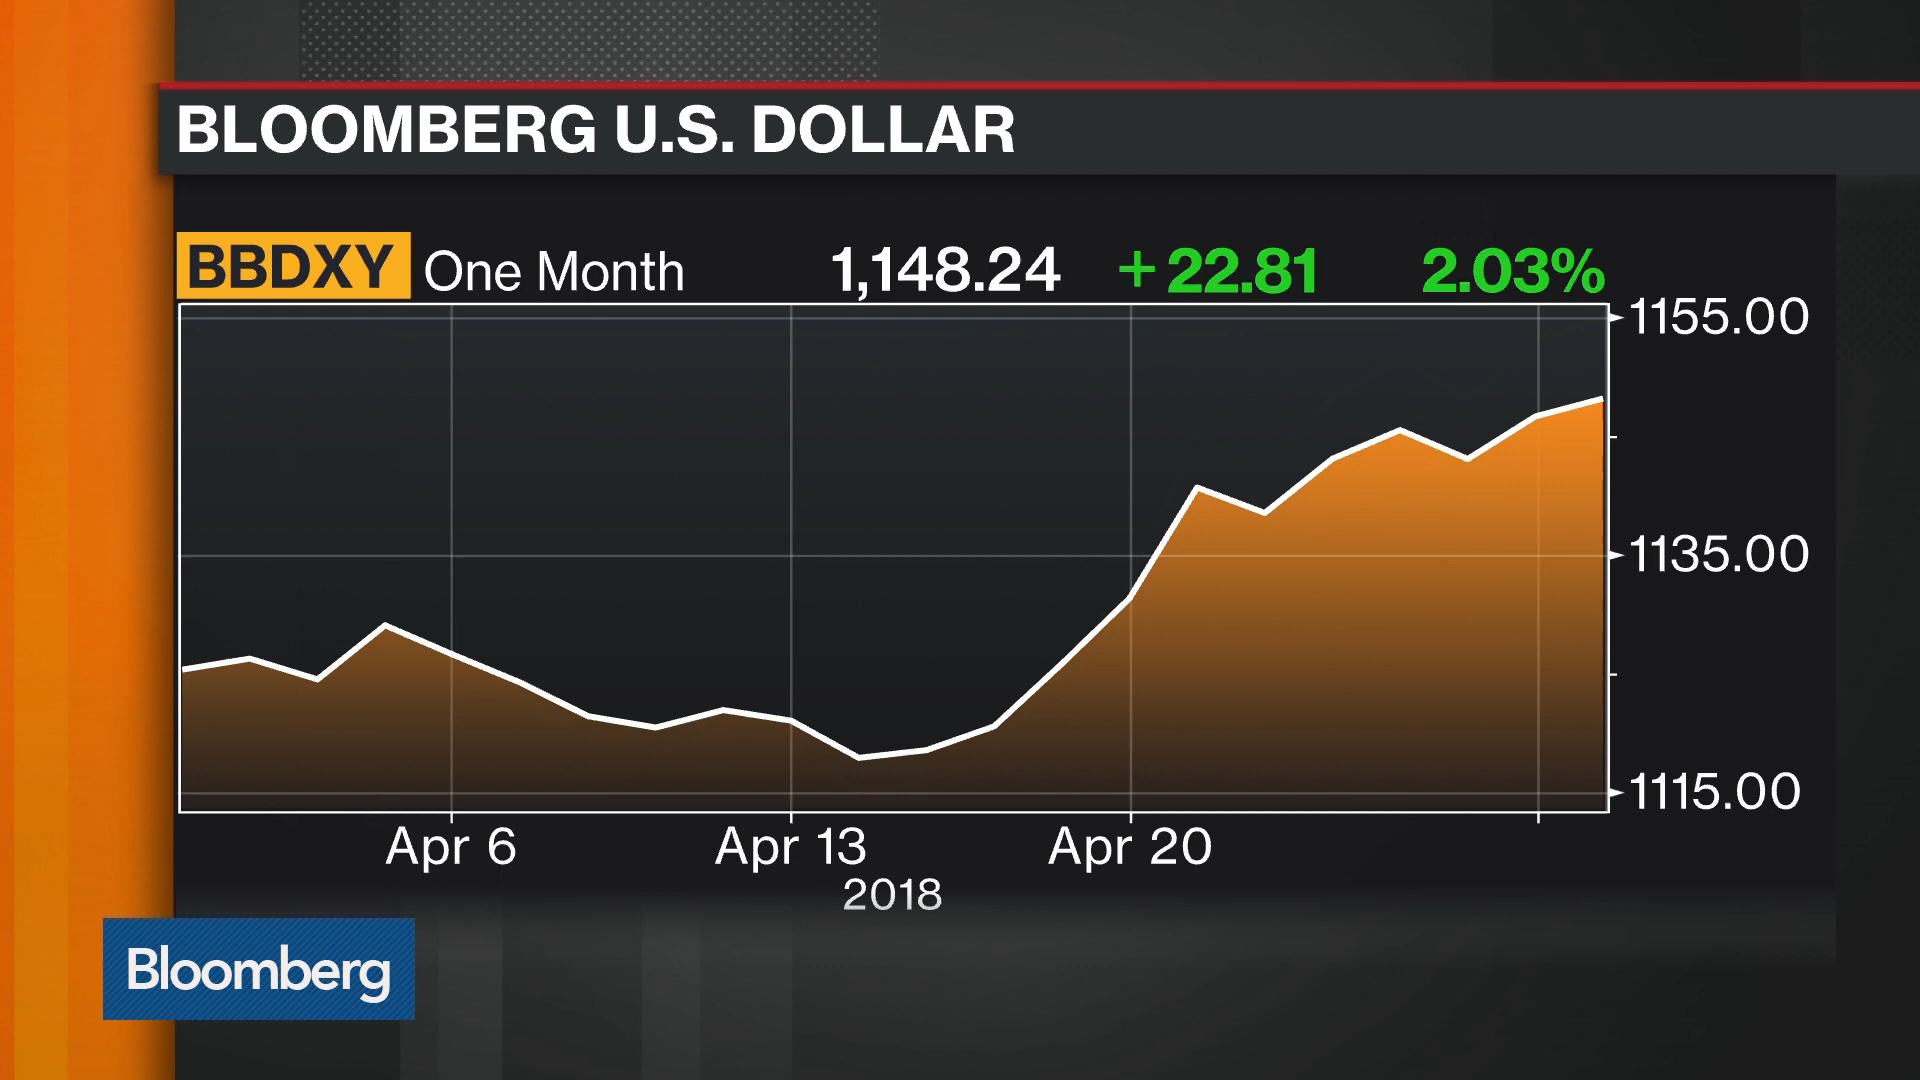 BLOOMBERG U.S. DOLLAR
BBDXY One Month 1,148.24 +22.81 2.03%
1155.00
1135.00
1115.00
Apr 6 Apr 13 Apr 20
2018
Bloomberg